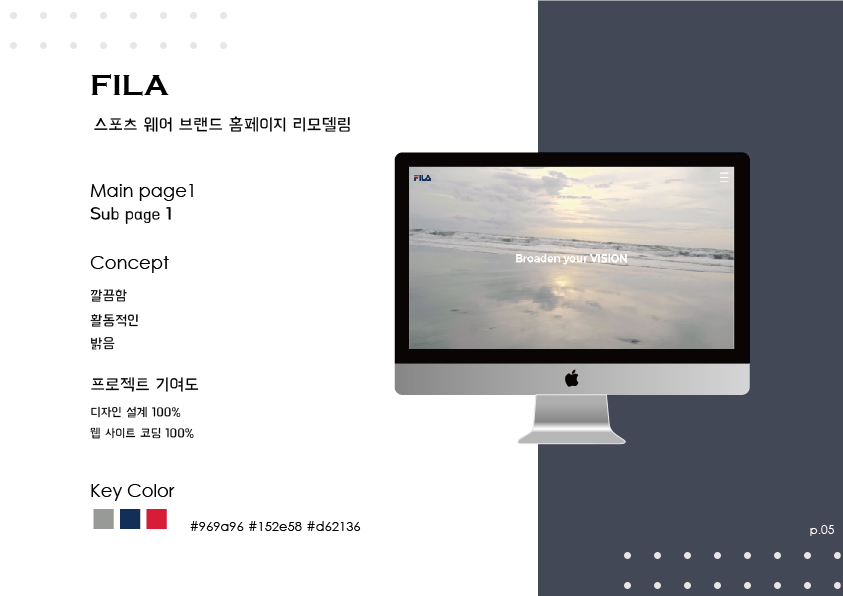 FILA
스포츠 웨어 브랜드 홈페이지 리모델링
Main page1
Sub page 1
Concept
깔끔함
활동적인
밝음
프로젝트 기여도
디자인 설계 100%
웹 사이트 코딩 100%
Key Color
#969a96 #152e58 #d62136
FILA
Broaden your VISION
p.05